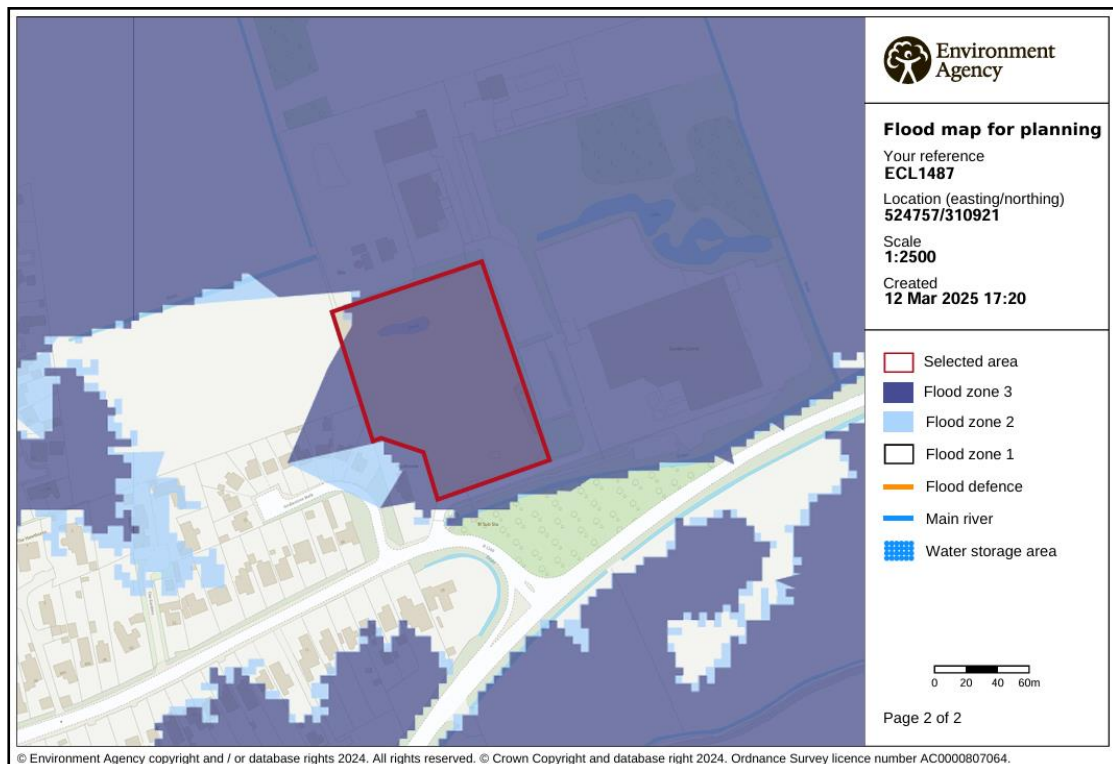 Environment
Agency
Flood map for planning
Your reference
ECL1487
Location (easting/northing)
524757/310921
Scale
1:2500
Created
12 Mar 2025 17:20
Selected area
Flood zone 3
Flood zone 2
Flood zone 1
Flood defence
Main river
Water storage area
0 20 40 60m
Page 2 of 2
© Environment Agency copyright and / or database rights 2024. All rights reserved. © Crown Copyright and database right 2024. Ordnance Survey licence number AC0000807064.